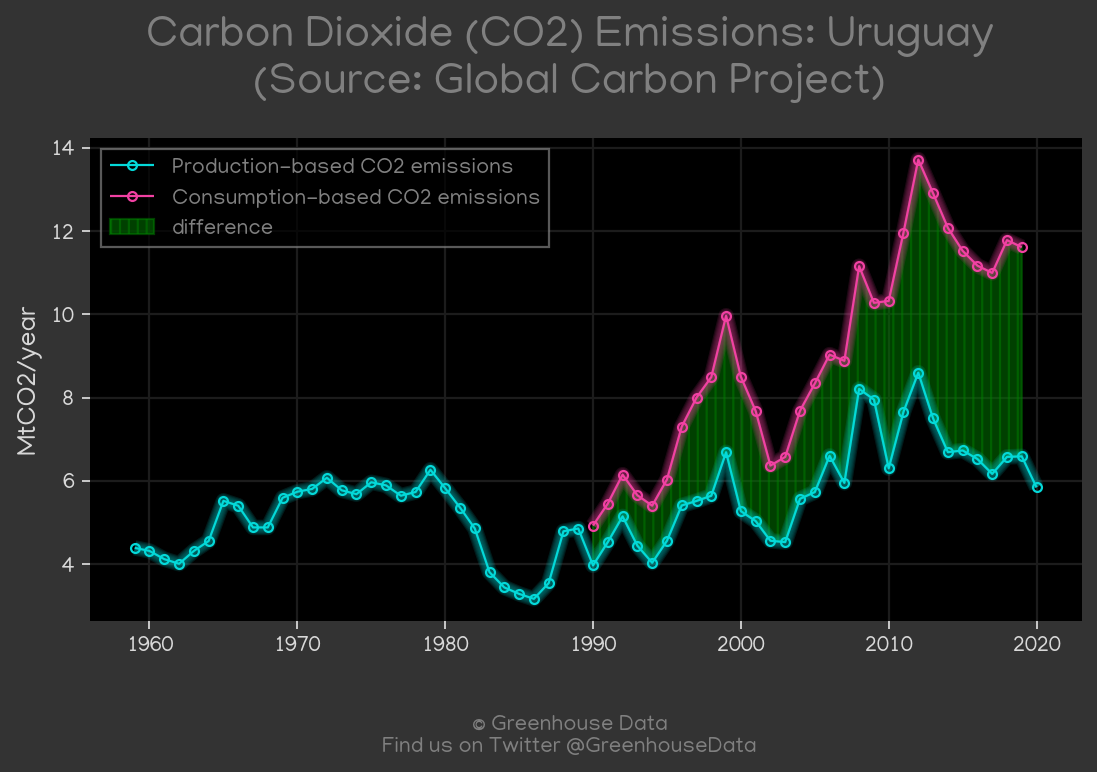 Carbon Dioxide (CO2) Emissions: Uruguay
(Source: Global Carbon Project)
14
12
10
8
6
4
MtCO2/year
Production-based CO2 emissions
Consumption-based CO2 emissions
difference
1960 1970 1980 1990 2000 2010 2020
© Greenhouse Data
Find us on Twitter @GreenhouseData